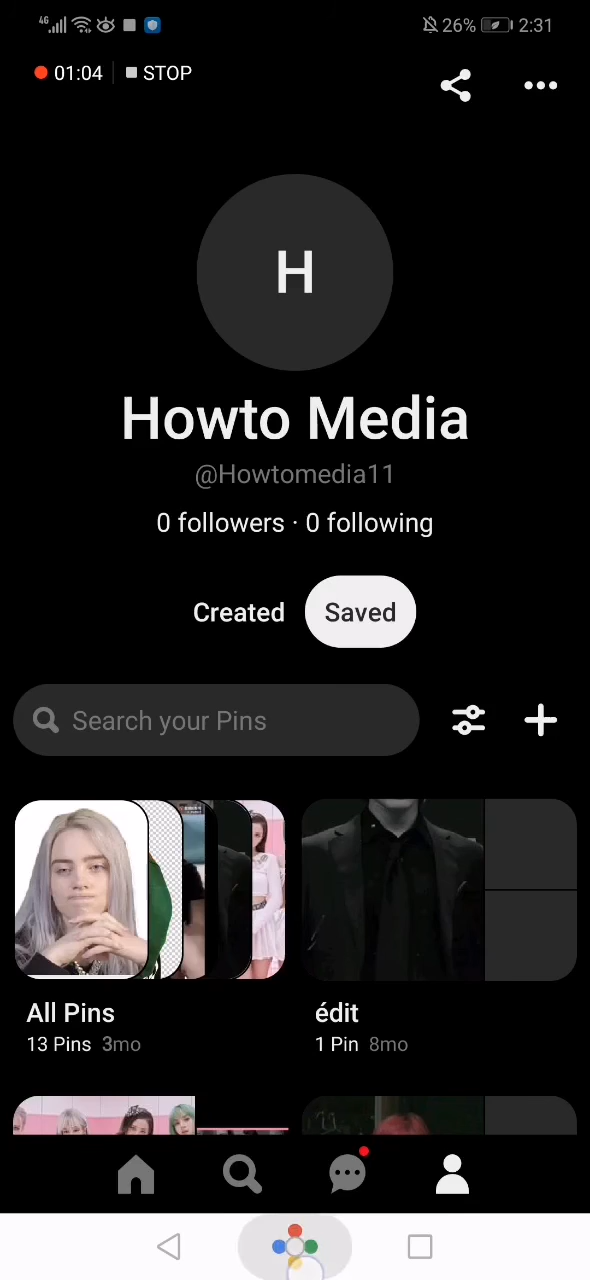 4G 26% 2:31
01:04 STOP
H
Howto Media
@Howtomedia11
0 followers · 0 following
Created Saved
Search your Pins
All Pins
13 Pins 3mo
édit
1 Pin 8mo